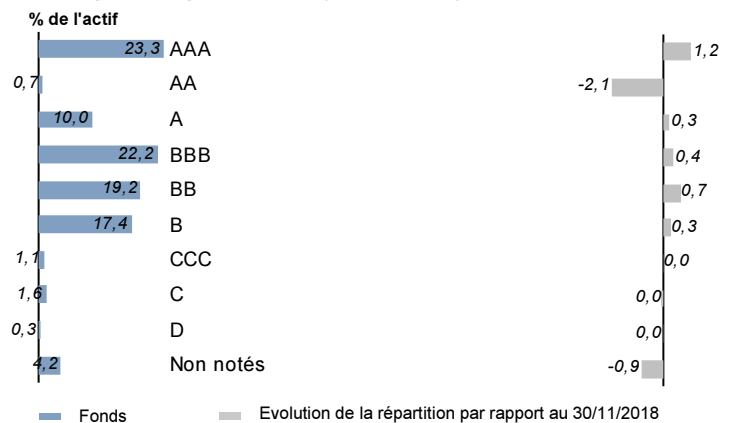 % de l'actif
23,3 AAA 1,2
0,7 AA -2,1
10,0 A 0,3
22,2 BBB 0,4
19,2 BB 0,7
17,4 B 0,3
1,1 CCC 0,0
1,6 C 0,0
0,3 D 0,0
4,2 Non notés -0,9
Fonds Evolution de la répartition par rapport au 30/11/2018